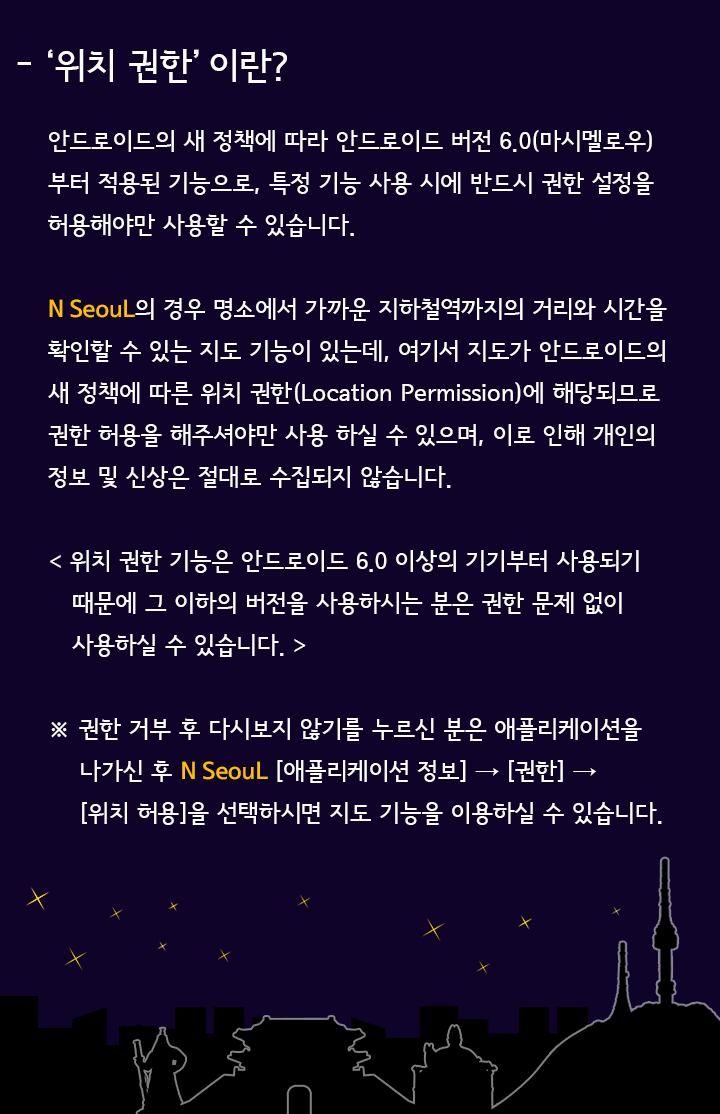 - ‘위치 권한’ 이란?
안드로이드의 새 정책에 따라 안드로이드 버전 6.0(마시멜로우)
부터 적용된 기능으로, 특정 기능 사용 시에 반드시 권한 설정을
허용해야만 사용할 수 있습니다.
N SeouL의 경우 명소에서 가까운 지하철역까지의 거리와 시간을
확인할 수 있는 지도 기능이 있는데, 여기서 지도가 안드로이드의
새 정책에 따른 위치 권한(Location Permission)에 해당되므로
권한 허용을 해주셔야만 사용 하실 수 있으며, 이로 인해 개인의
정보 및 신상은 절대로 수집되지 않습니다.
< 위치 권한 기능은 안드로이드 6.0 이상의 기기부터 사용되기
때문에 그 이하의 버전을 사용하시는 분은 권한 문제 없이
사용하실 수 있습니다. >
※ 권한 거부 후 다시보지 않기를 누르신 분은 애플리케이션을
나가신 후 N SeouL [애플리케이션 정보] → [권한] →
[위치 허용]을 선택하시면 지도 기능을 이용하실 수 있습니다.